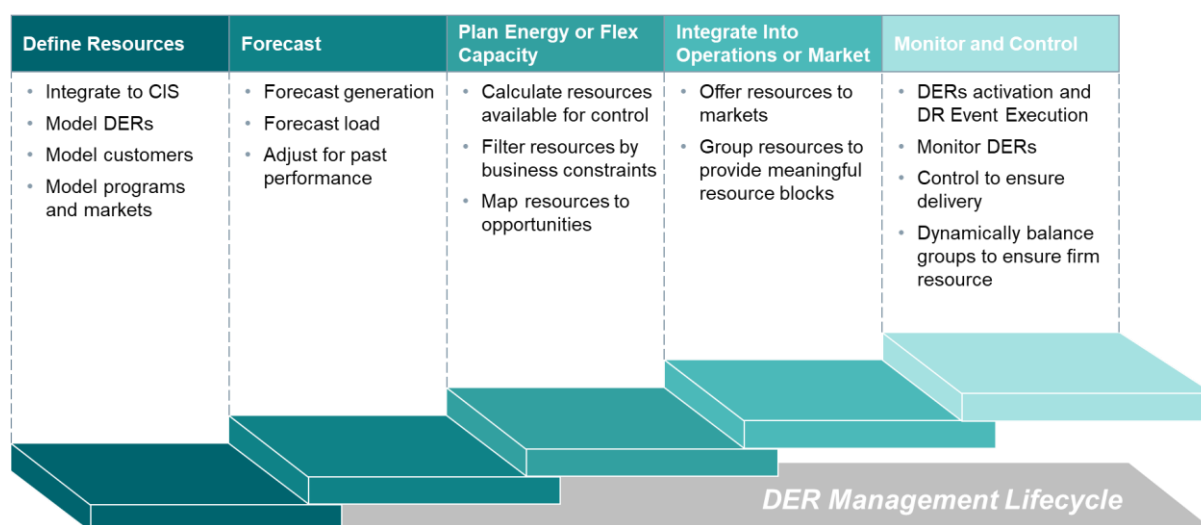 Define Resources
• Integrate to CIS
• Model DERs
• Model customers
• Model programs
and markets
Forecast
• Forecast generation
• Forecast load
• Adjust for past
performance
Plan Energy or Flex
Capacity
• Calculate resources
available for control
• Filter resources by
business constraints
• Map resources to
opportunities
Integrate Into
Operations or Market
• Offer resources to
markets
• Group resources to
provide meaningful
resource blocks
Monitor and Control
• DERs activation and
DR Event Execution
• Monitor DERs
• Control to ensure
delivery
• Dynamically balance
groups to ensure firm
resource
DER Management Lifecycle